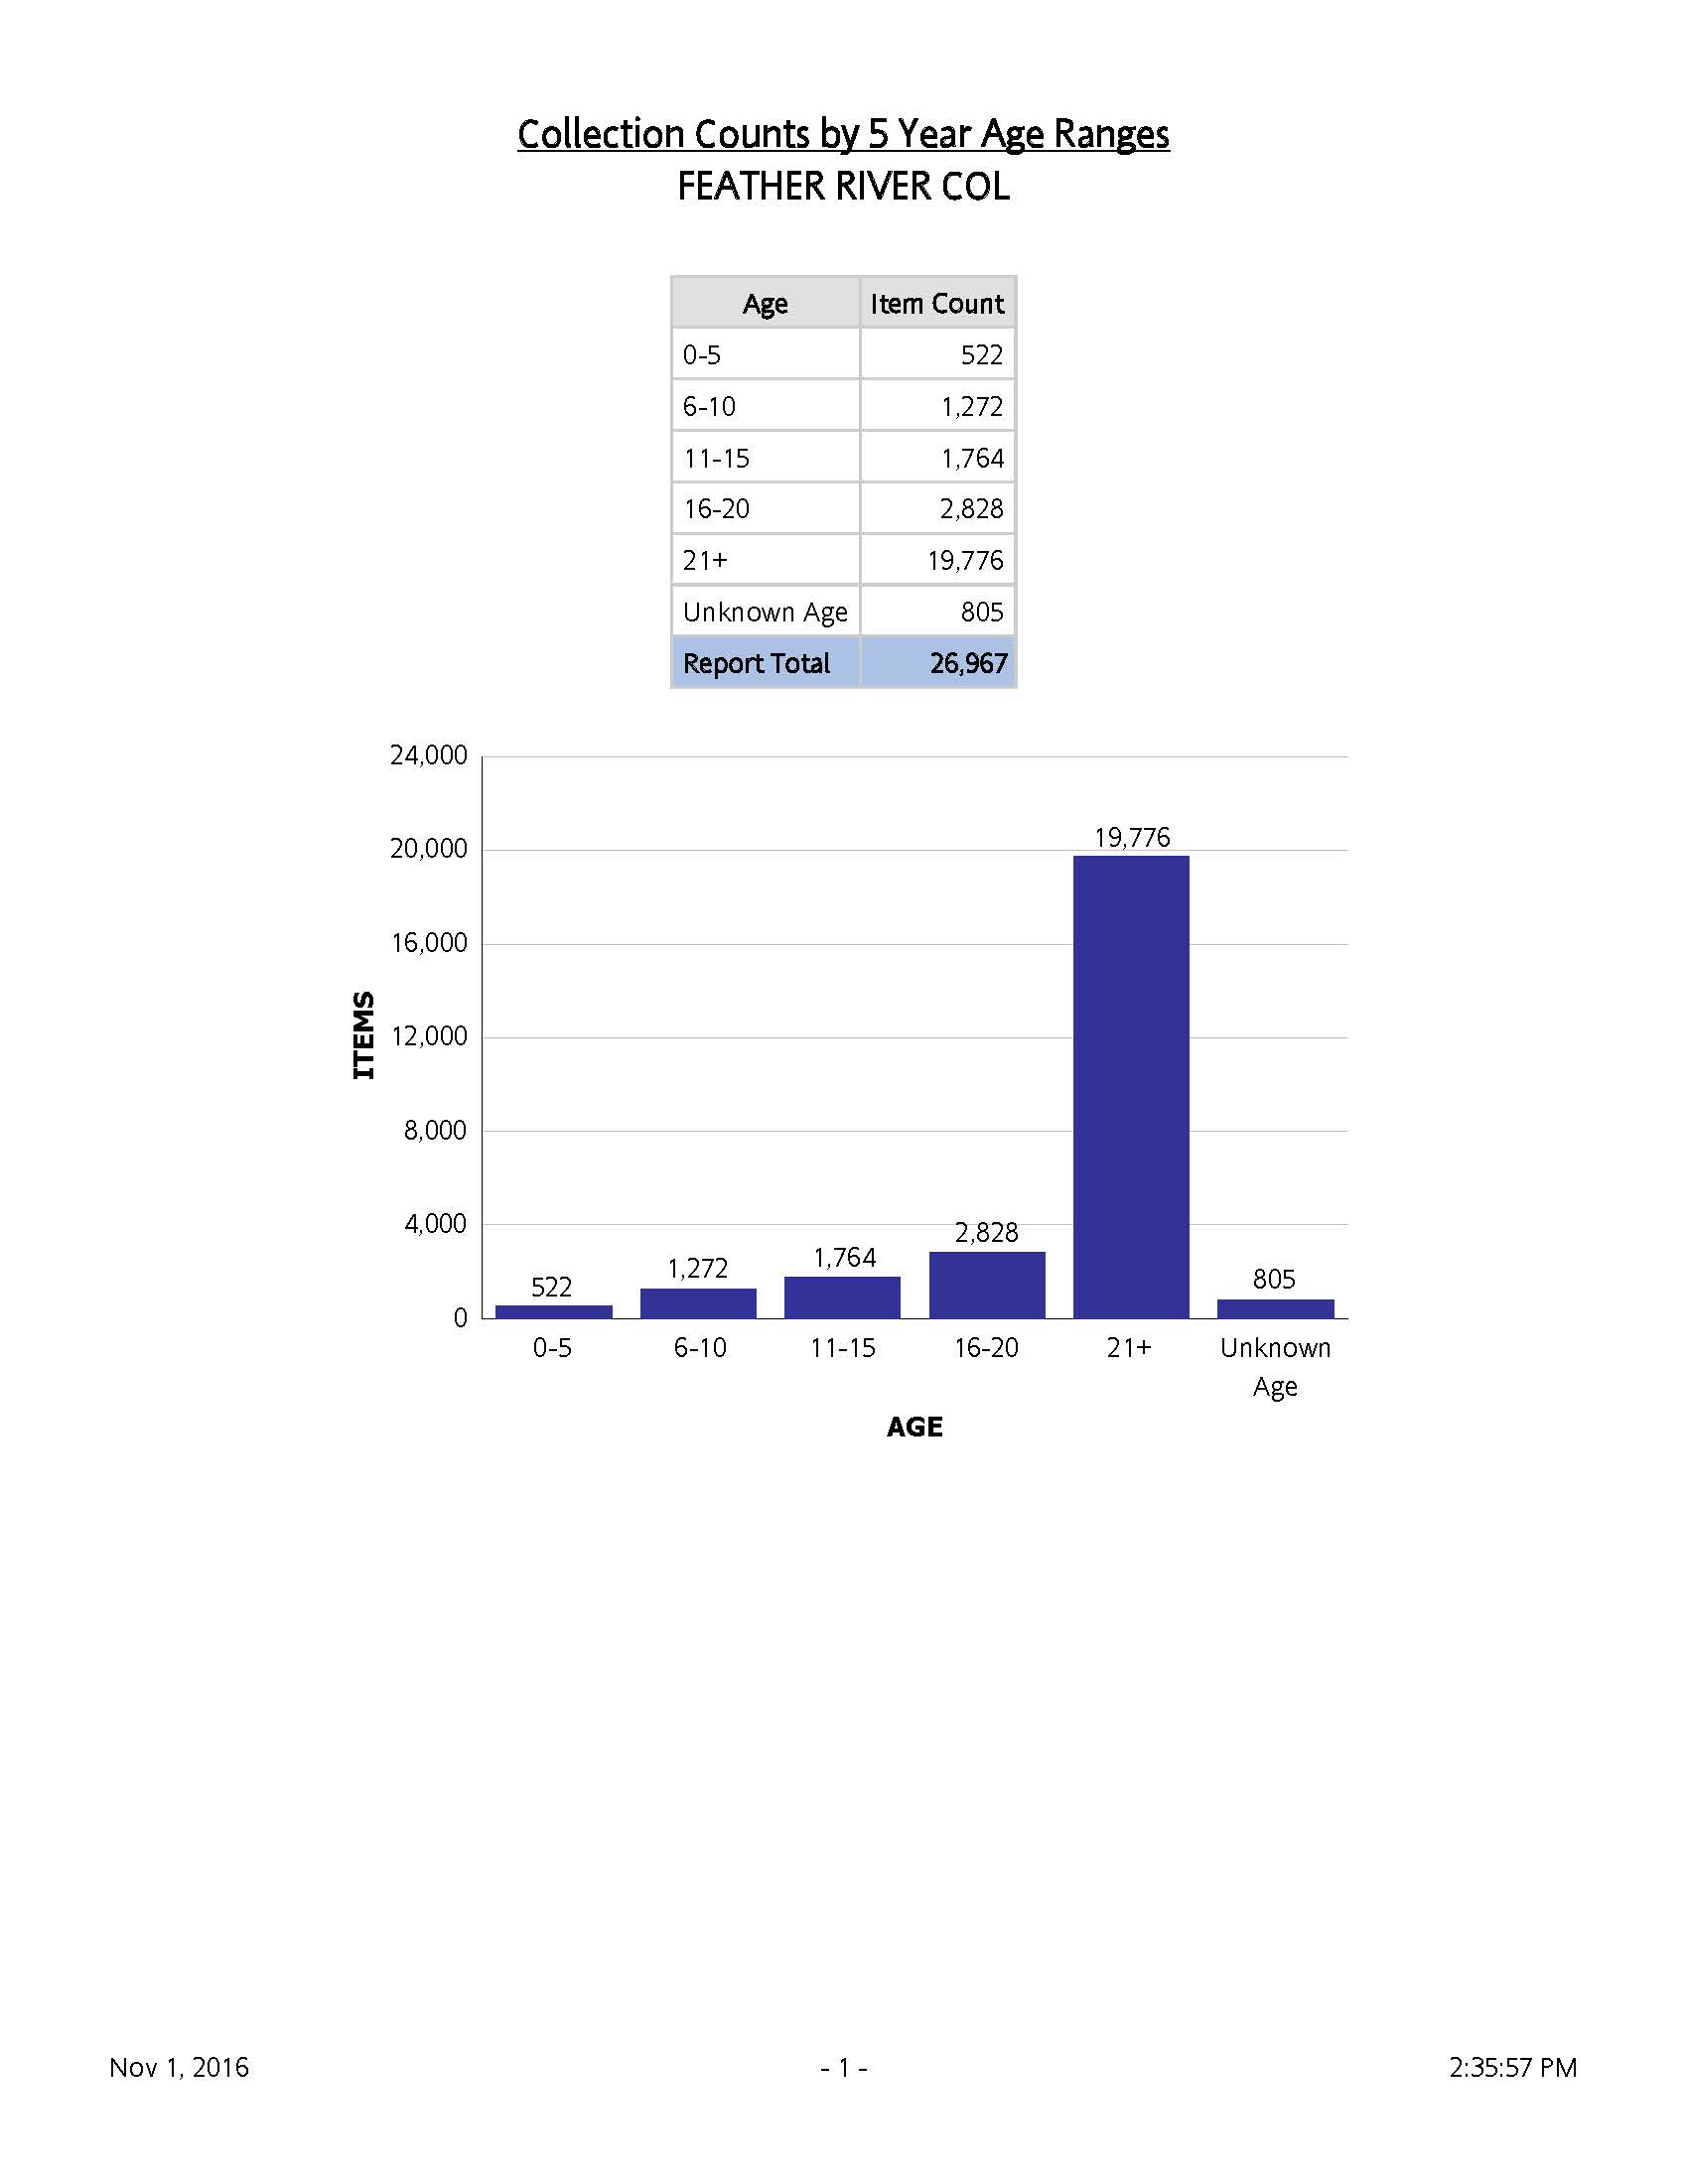 Collection Counts by 5 Year Age Ranges
FEATHER RIVER COL
Age Item Count
0-5 522
6-10 1,272
11-15 1,764
16-20 2,828
21+ 19,776
Unknown Age 805
Report Total 26,967
24,000
20,000
16,000
12,000
8,000
4,000
0
ITEMS
522
1,272
1,764
2,828
19,776
805
0-5 6-10 11-15 16-20 21+ Unknown
Age
AGE
Nov 1, 2016 - 1 - 2:35:57 PM